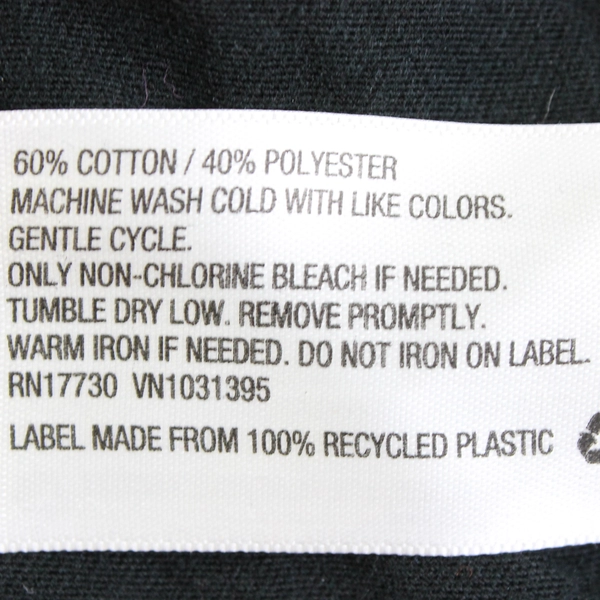 60% COTTON / 40% POLYESTER
MACHINE WASH COLD WITH LIKE COLORS.
GENTLE CYCLE.
ONLY NON-CHLORINE BLEACH IF NEEDED.
TUMBLE DRY LOW. REMOVE PROMPTLY.
WARM IRON IF NEEDED. DO NOT IRON ON LABEL.
RN17730 VN1031395
LABEL MADE FROM 100% RECYCLED PLASTIC